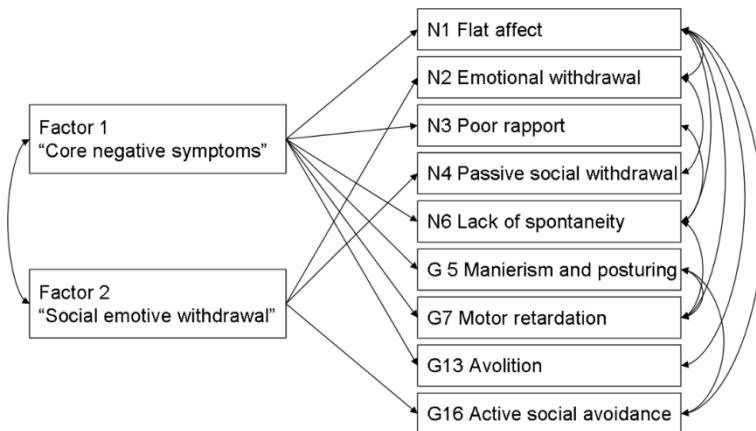 Factor 1
“Core negative symptoms”
Factor 2
“Social emotive withdrawal”
N1 Flat affect
N2 Emotional withdrawal
N3 Poor rapport
N4 Passive social withdrawal
N6 Lack of spontaneity
G 5 Manierism and posturing
G7 Motor retardation
G13 Avolition
G16 Active social avoidance